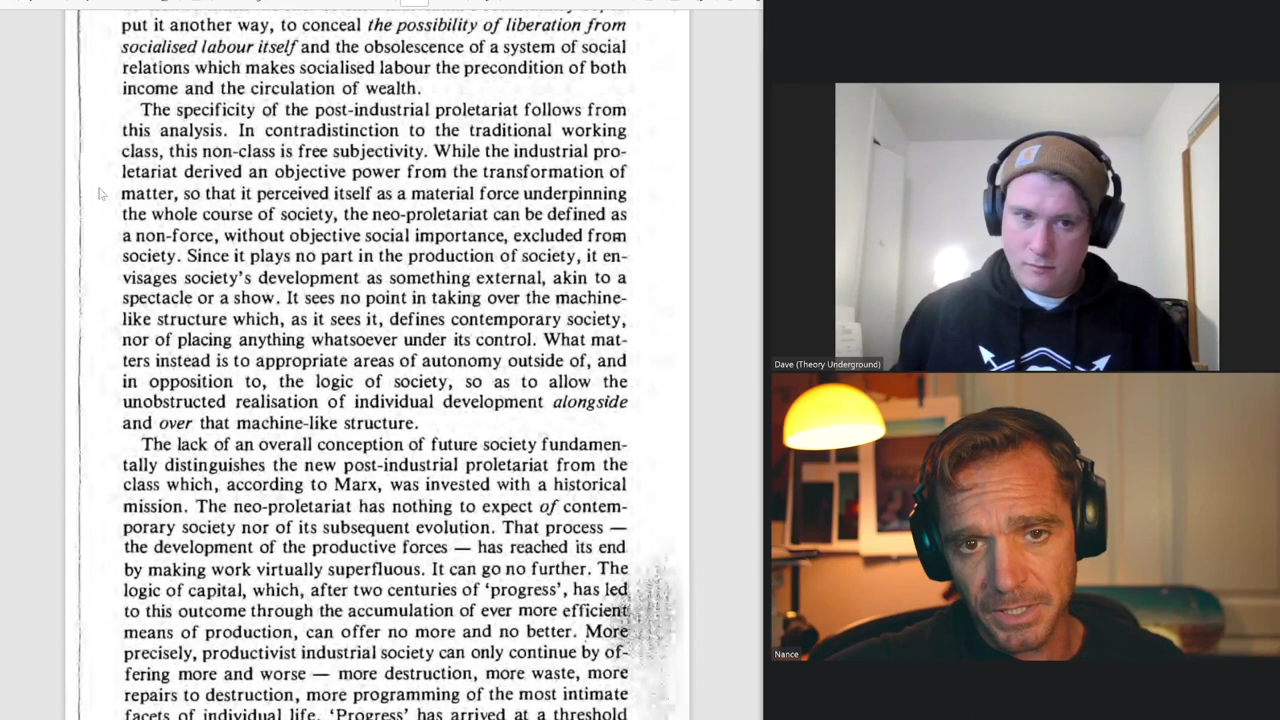 put it another way, to conceal the possibility of liberation from
socialised labour itself and the obsolescence of a system of social
relations which makes socialised labour the precondition of both
income and the circulation of wealth.
The specificity of the post-industrial proletariat follows from
this analysis. In contradistinction to the traditional working
class, this non-class is free subjectivity. While the industrial pro-
letariat derived an objective power from the transformation of
matter, so that it perceived itself as a material force underpinning
the whole course of society, the neo-proletariat can be defined as
a non-force, without objective social importance, excluded from
society. Since it plays no part in the production of society, it en-
visages society's development as something external, akin to a
spectacle or a show. It sees no point in taking over the machine-
like structure which, as it sees it, defines contemporary society,
nor of placing anything whatsoever under its control. What mat-
ters instead is to appropriate areas of autonomy outside of, and
in opposition to, the logic of society, so as to allow the
unobstructed realisation of individual development alongside
and over that machine-like structure.
The lack of an overall conception of future society fundamen-
tally distinguishes the new post-industrial proletariat from the
class which, according to Marx, was invested with a historical
mission. The neo-proletariat has nothing to expect of contem-
porary society nor of its subsequent evolution. That process —
the development of the productive forces — has reached its end
by making work virtually superfluous. It can go no further. The
logic of capital, which, after two centuries of 'progress', has led
to this outcome through the accumulation of ever more efficient
means of production, can offer no more and no better. More
precisely, productivist industrial society can only continue by of-
fering more and worse — more destruction, more waste, more
repairs to destruction, more programming of the most intimate
facets of individual life. 'Progress' has arrived at a threshold
Dave (Theory Underground)
Nance